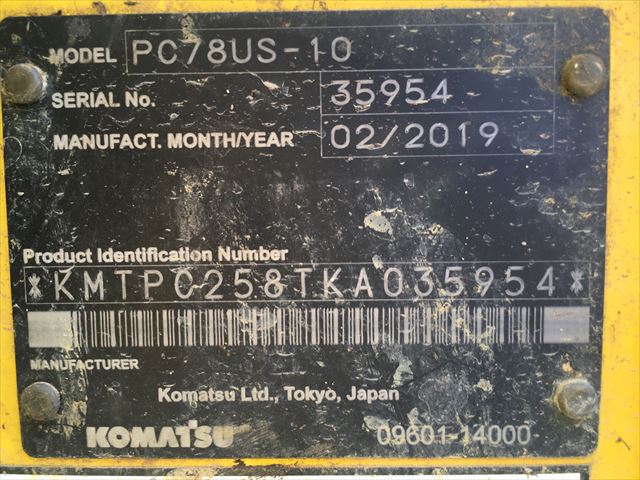 MODEL PC78US-10
SERIAL No. 35954
MANUFACT. MONTH/YEAR 02/2019
Product Identification Number
*KMTPC258TKA035954*
MANUFACTURER
Komatsu Ltd., Tokyo, Japan
KOMATSU 09601-14000